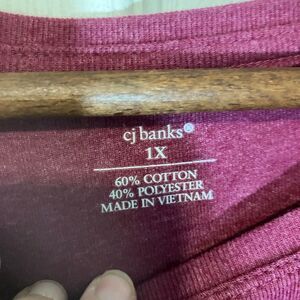 cj banks®
1X
60% COTTON
40% POLYESTER
MADE IN VIETNAM